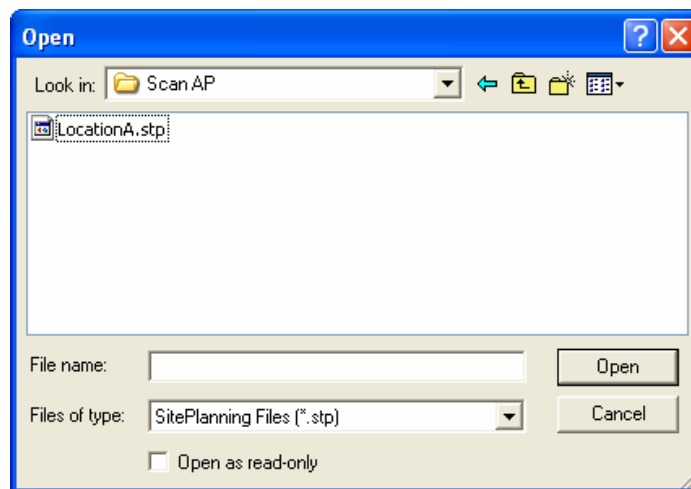 Open
Look in: Scan AP
LocationA.stp
File name: Open
Files of type: SitePlanning Files (*.stp) Cancel
Open as read-only